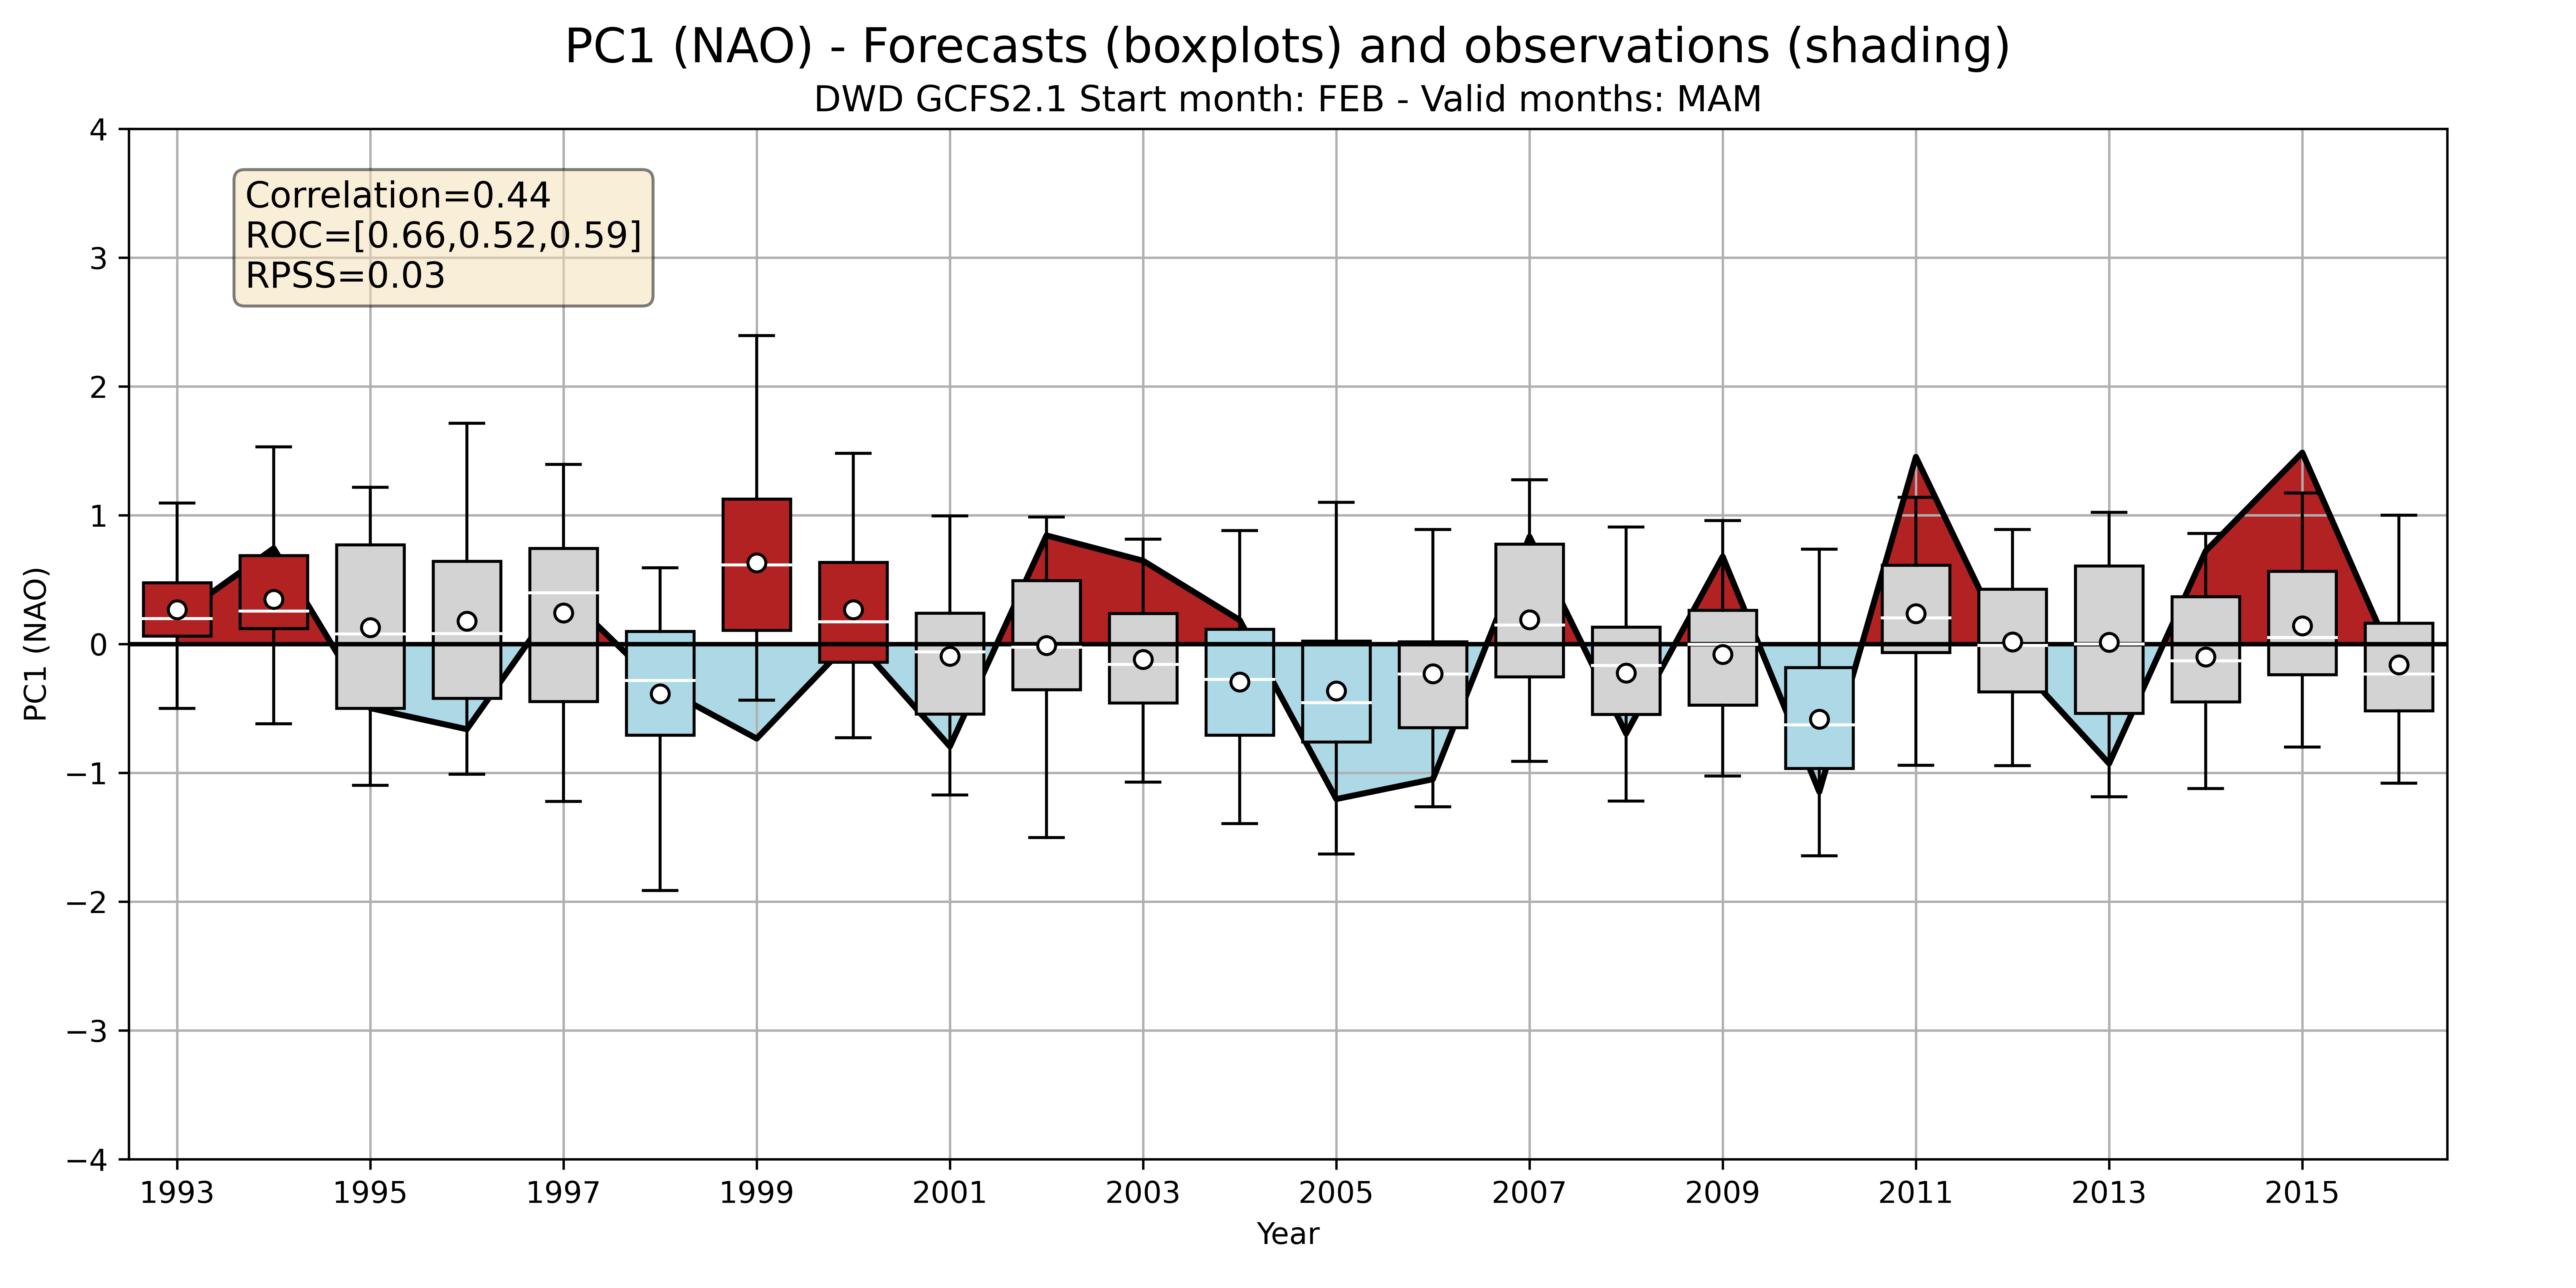 PC1 (NAO) - Forecasts (boxplots) and observations (shading)
DWD GCFS2.1 Start month: FEB - Valid months: MAM
Correlation=0.44
ROC=[0.66,0.52,0.59]
RPSS=0.03
PC1 (NAO)
4
3
2
1
0
−1
−2
−3
−4
1993 1995 1997 1999 2001 2003 2005 2007 2009 2011 2013 2015
Year